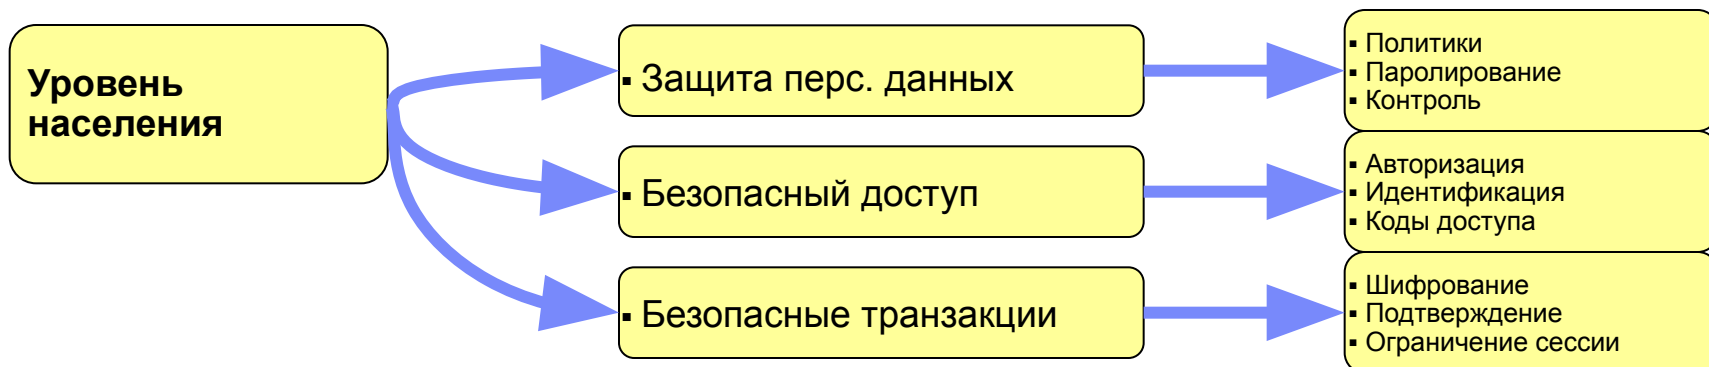 Уровень
населения
▪ Защита перс. данных
▪ Политики
▪ Паролирование
▪ Контроль
▪ Безопасный доступ
▪ Авторизация
▪ Идентификация
▪ Коды доступа
▪ Безопасные транзакции
▪ Шифрование
▪ Подтверждение
▪ Ограничение сессии